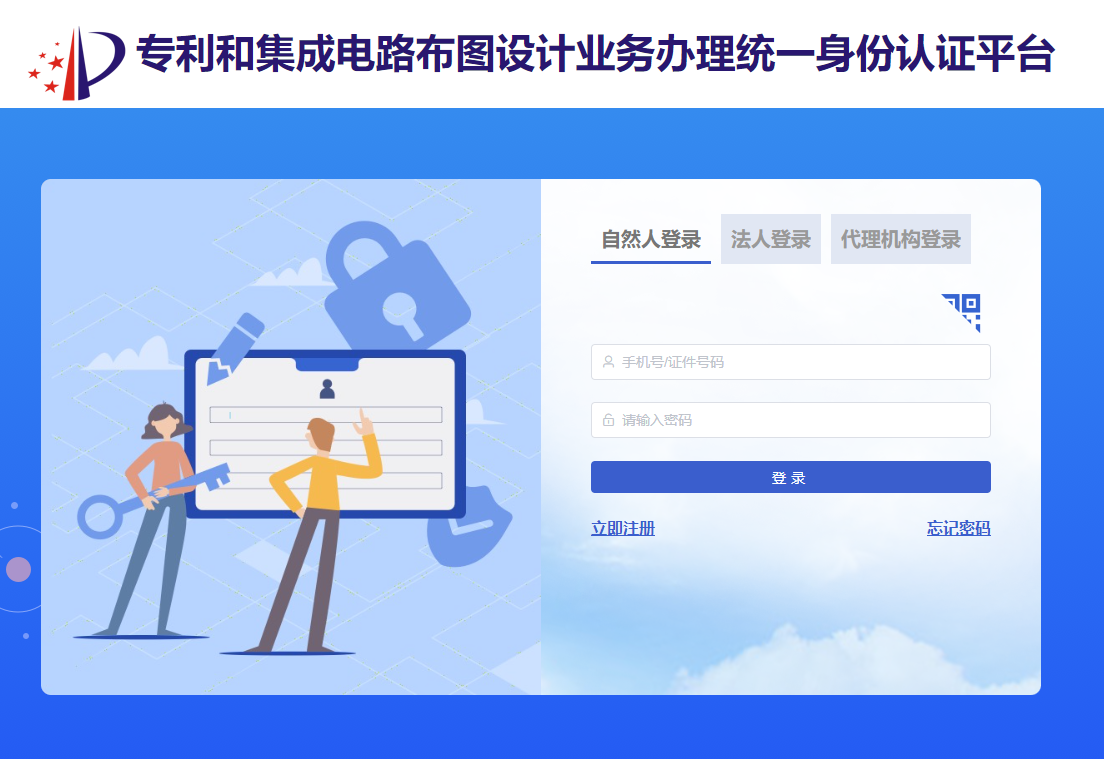 专利和集成电路布图设计业务办理统一身份认证平台
自然人登录 法人登录 代理机构登录
手机号/证件号码
请输入密码
登 录
立即注册 忘记密码